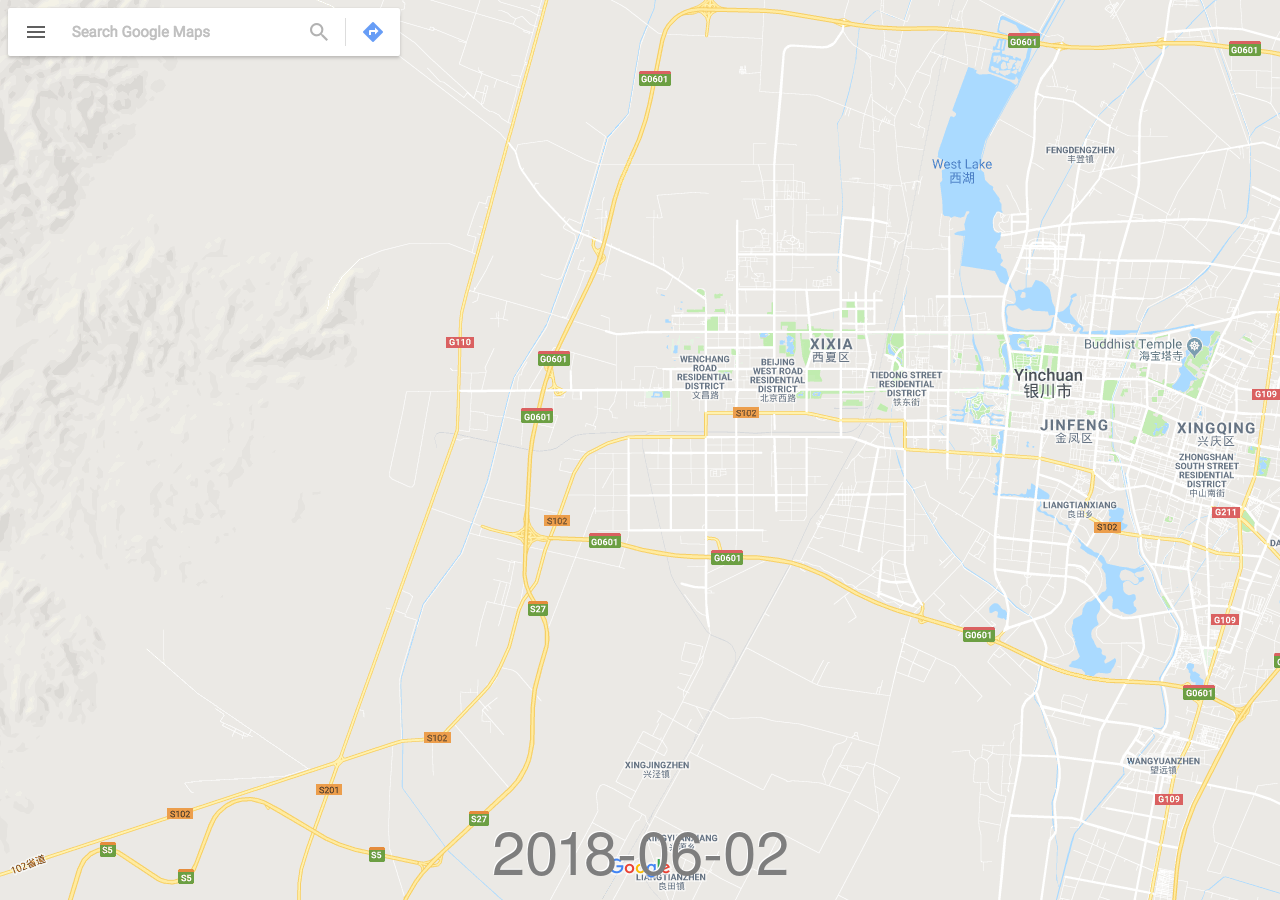 Search Google Maps
G0601
G0601
G0601
FENGDENGZHEN
丰登镇
West Lake
西湖
G110
G0601
XIXIA
西夏区
Buddhist Temple
海宝塔寺
WENCHANG
ROAD
RESIDENTIAL
DISTRICT
文昌路
BEIJING
WEST ROAD
RESIDENTIAL
DISTRICT
北京西路
TIEDONG STREET
RESIDENTIAL
DISTRICT
铁东街
Yinchuan
银川市
G109
G0601
S102
JINFENG
金凤区
XINGQING
兴庆区
ZHONGSHAN
SOUTH STREET
RESIDENTIAL
DISTRICT
中山南街
LIANGTIANXIANG
良田乡
G211
S102
S102
G0601
DA
G0601
S27
G109
G0601
G0601
S102
XINGJINGZHEN
兴泾镇
WANGYUANZHEN
望远镇
S201
G109
S102
S27
S5
S5
S5
102省道
2018-06-02
Google
LIANGTIANZHEN
良田镇